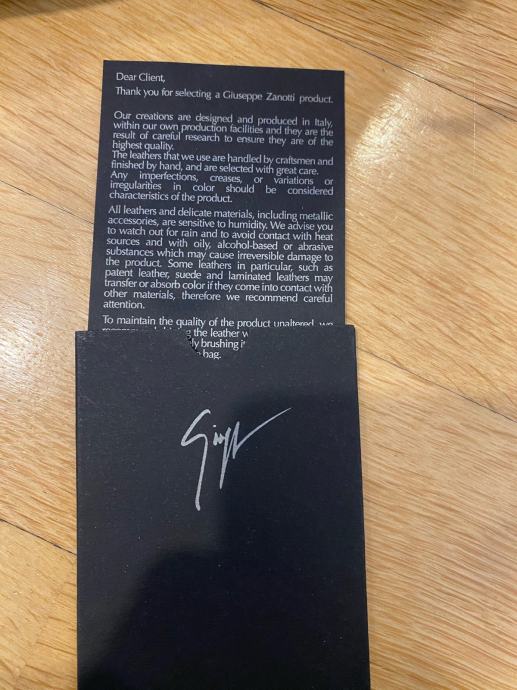 Dear Client,
Thank you for selecting a Giuseppe Zanotti product.
Our creations are designed and produced in Italy,
within our own production facilities and they are the
result of careful research to ensure they are of the
highest quality.
The leathers that we use are handled by craftsmen and
finished by hand, and are selected with great care.
Any imperfections, creases, or variations or
irregularities in color should be considered
characteristics of the product.
All leathers and delicate materials, including metallic
accessories, are sensitive to humidity. We advise you
to watch out for rain and to avoid contact with heat
sources and with oily, alcohol-based or abrasive
substances which may cause irreversible damage to
the product. Some leathers in particular, such as
patent leather, suede and laminated leathers may
transfer or absorb color if they come into contact with
other materials, therefore we recommend careful
attention.
To maintain the quality of the product unaltered, we
the leather
brushing
bag.